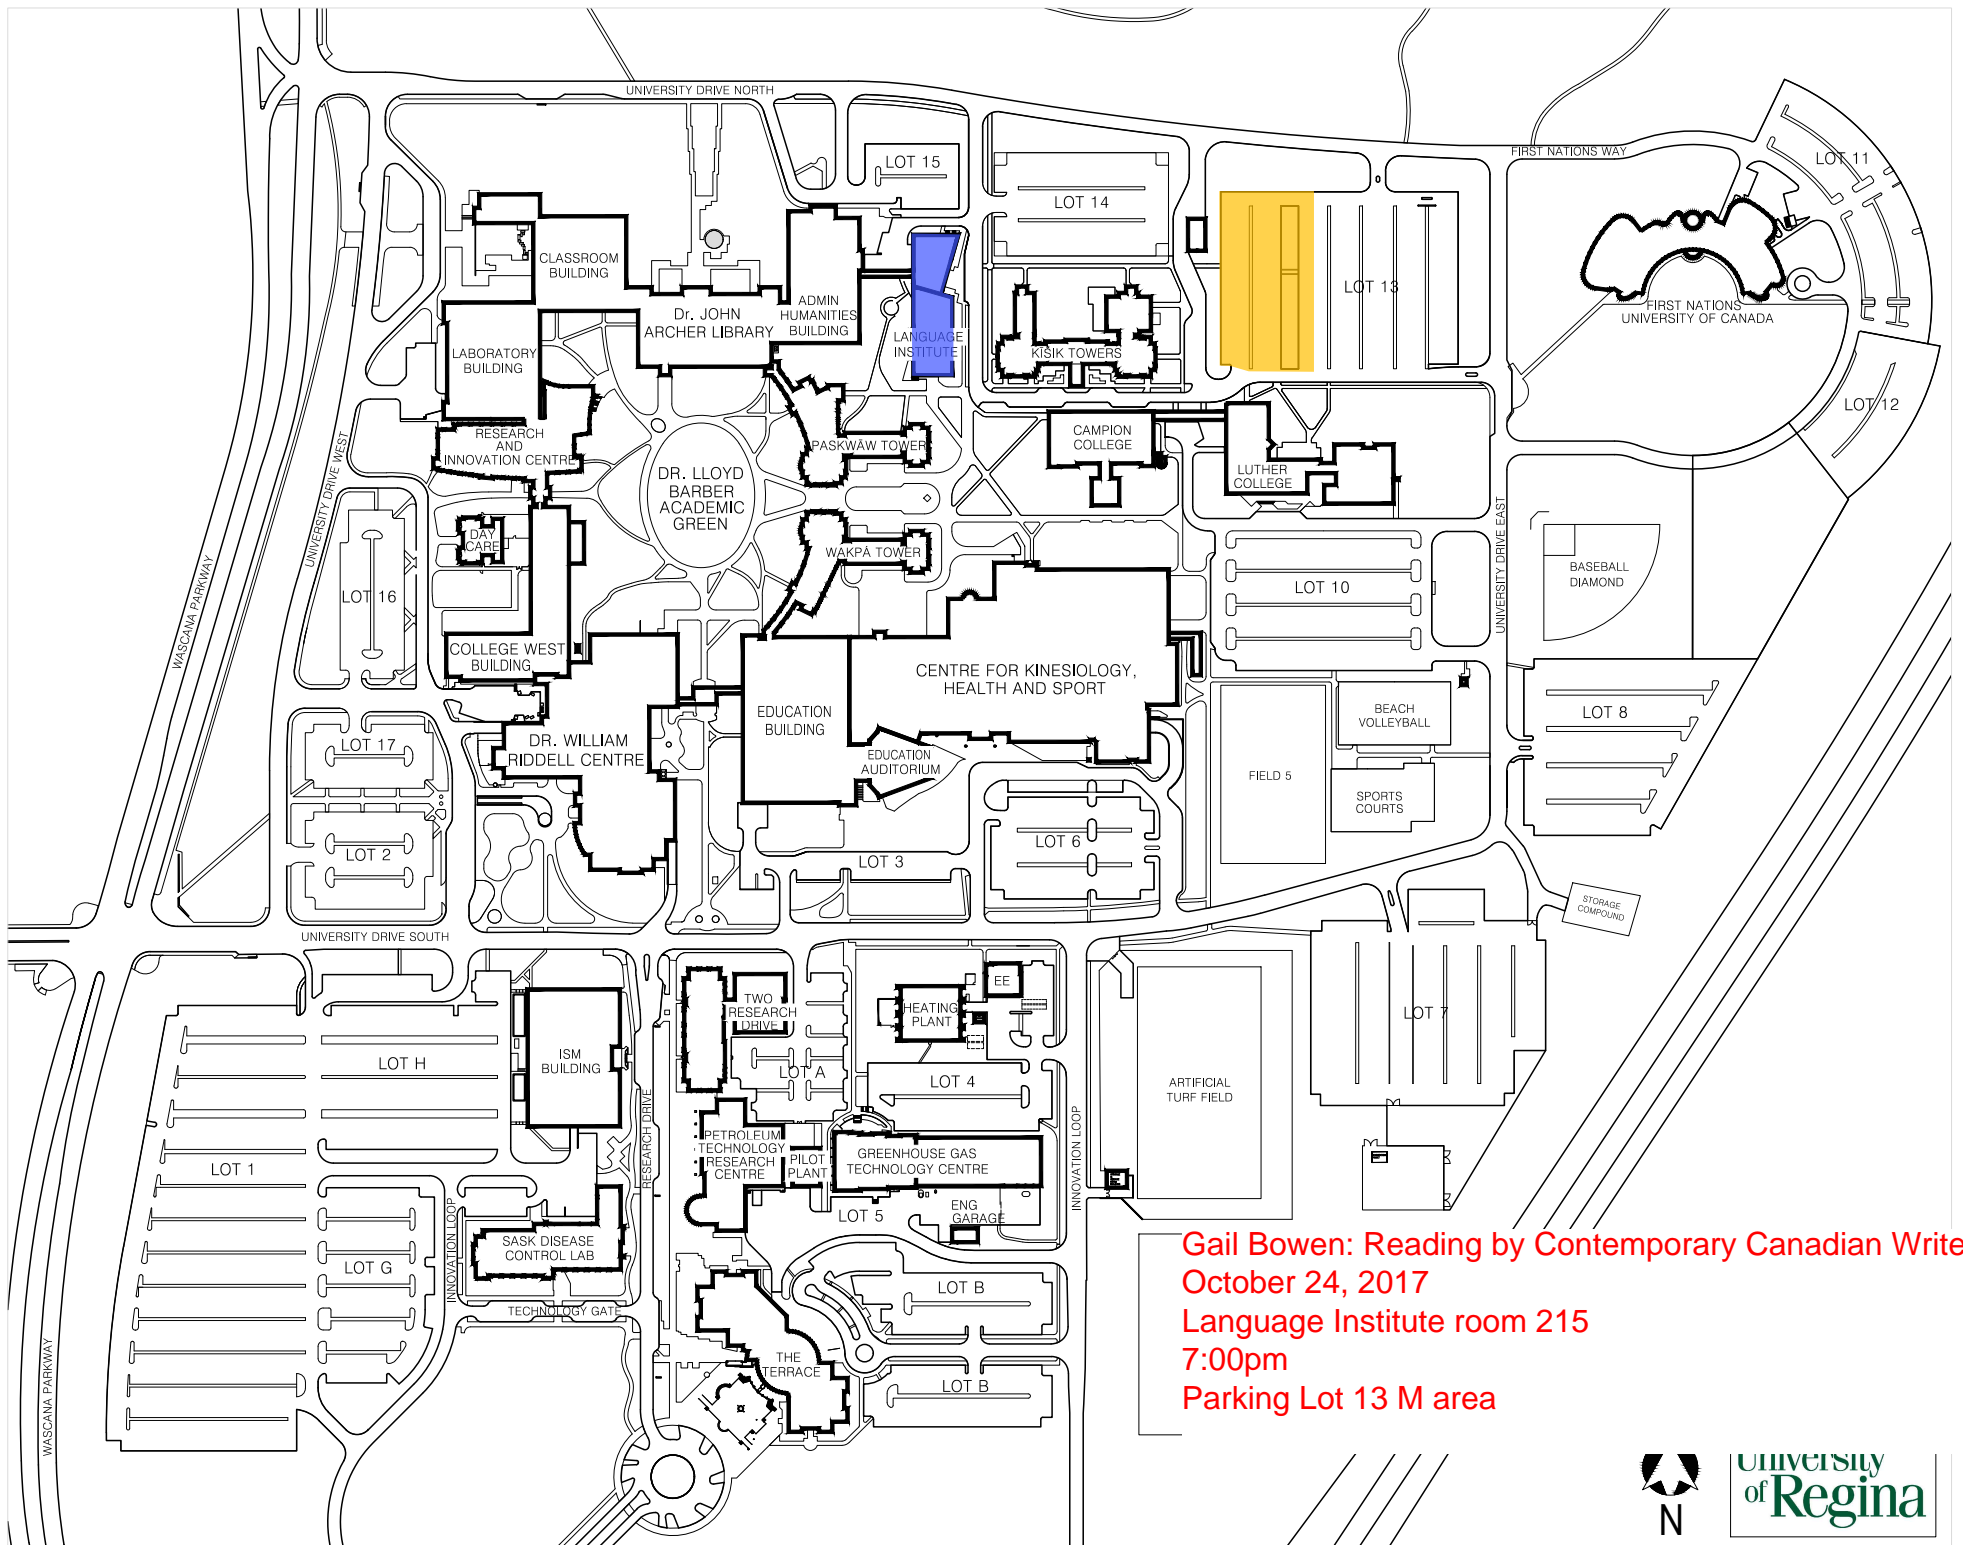 UNIVERSITY DRIVE NORTH
FIRST NATIONS WAY
LOT 11
LOT 15
LOT 14
CLASSROOM
BUILDING
LOT 13
ADMIN
HUMANITIES
BUILDING
Dr. JOHN
ARCHER LIBRARY
FIRST NATIONS
UNIVERSITY OF CANADA
LANGUAGE
INSTITUTE
KĪSIK TOWERS
LABORATORY
BUILDING
LOT 12
RESEARCH
AND
INNOVATION CENTRE
PASKWĀW TOWER
CAMPION
COLLEGE
LUTHER
COLLEGE
DR. LLOYD
BARBER
ACADEMIC
GREEN
UNIVERSITY DRIVE WEST
UNIVERSITY DRIVE EAST
DAY
CARE
WAKPĀ TOWER
BASEBALL
DIAMOND
LOT 10
LOT 16
WASCANA PARKWAY
COLLEGE WEST
BUILDING
CENTRE FOR KINESIOLOGY,
HEALTH AND SPORT
EDUCATION
BUILDING
BEACH
VOLLEYBALL
LOT 8
LOT 17
DR. WILLIAM
RIDDELL CENTRE
EDUCATION
AUDITORIUM
FIELD 5
SPORTS
COURTS
LOT 2
LOT 3
LOT 6
STORAGE
COMPOUND
UNIVERSITY DRIVE SOUTH
EE
TWO
RESEARCH
DRIVE
HEATING
PLANT
LOT 7
LOT H
ISM
BUILDING
LOT A
LOT 4
ARTIFICIAL
TURF FIELD
RESEARCH DRIVE
INNOVATION LOOP
PETROLEUM
TECHNOLOGY
RESEARCH
CENTRE
PILOT
PLANT
GREENHOUSE GAS
TECHNOLOGY CENTRE
LOT 1
LOT 5
ENG
GARAGE
INNOVATION LOOP
SASK DISEASE
CONTROL LAB
LOT G
LOT B
TECHNOLOGY GATE
THE
TERRACE
LOT B
WASCANA PARKWAY
Gail Bowen: Reading by Contemporary Canadian Write
October 24, 2017
Language Institute room 215
7:00pm
Parking Lot 13 M area
N
University
of Regina